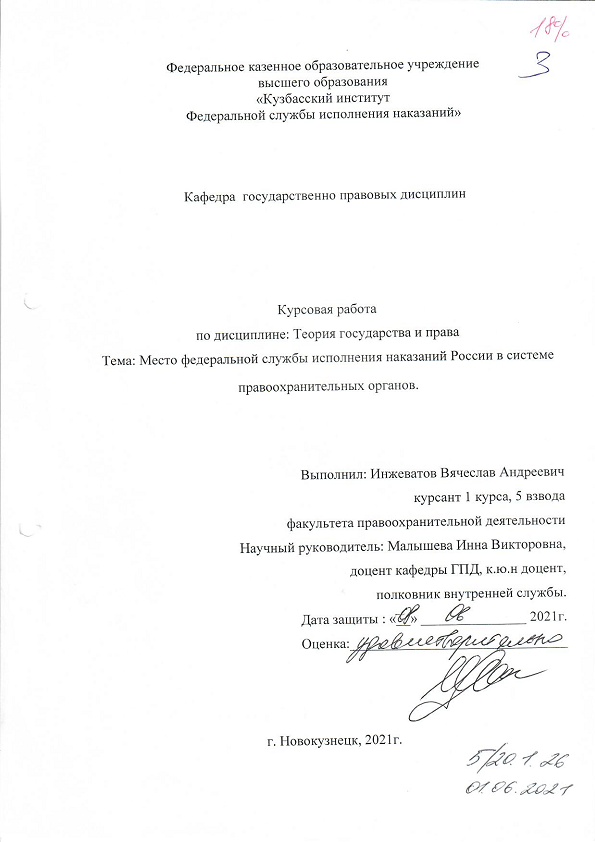 18%
3
Федеральное казенное образовательное учреждение
высшего образования
«Кузбасский институт
Федеральной службы исполнения наказаний»
Кафедра государственно правовых дисциплин
Курсовая работа
по дисциплине: Теория государства и права
Тема: Место федеральной службы исполнения наказаний России в системе
правоохранительных органов.
Выполнил: Инжеватов Вячеслав Андреевич
курсант 1 курса, 5 взвода
факультета правоохранительной деятельности
Научный руководитель: Малышева Инна Викторовна,
доцент кафедры ГПД, к.ю.н доцент,
полковник внутренней службы.
Дата защиты : «08» 06 2021г.
Оценка: удовлетворительно
г. Новокузнецк, 2021г.
5/20.1.26
01.06.2021